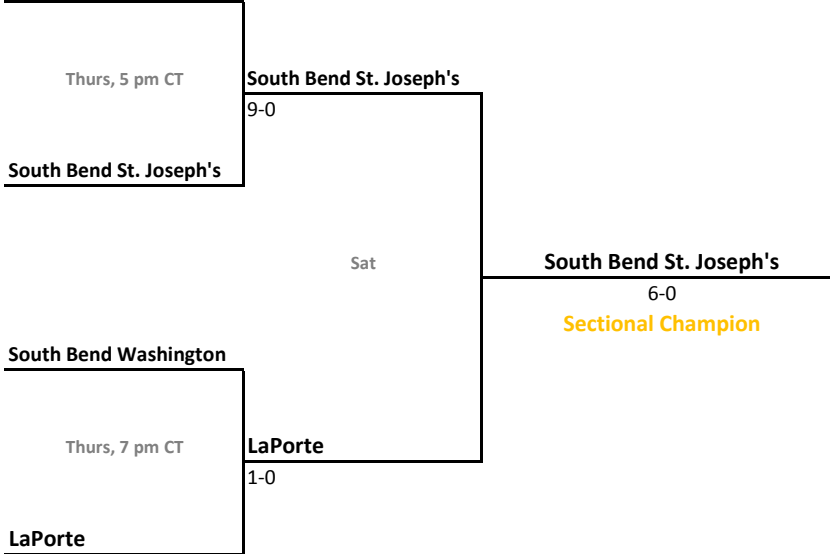 Thurs, 5 pm CT
South Bend St. Joseph's
9-0
South Bend St. Joseph's
Sat
South Bend St. Joseph's
6-0
Sectional Champion
South Bend Washington
Thurs, 7 pm CT
LaPorte
1-0
LaPorte